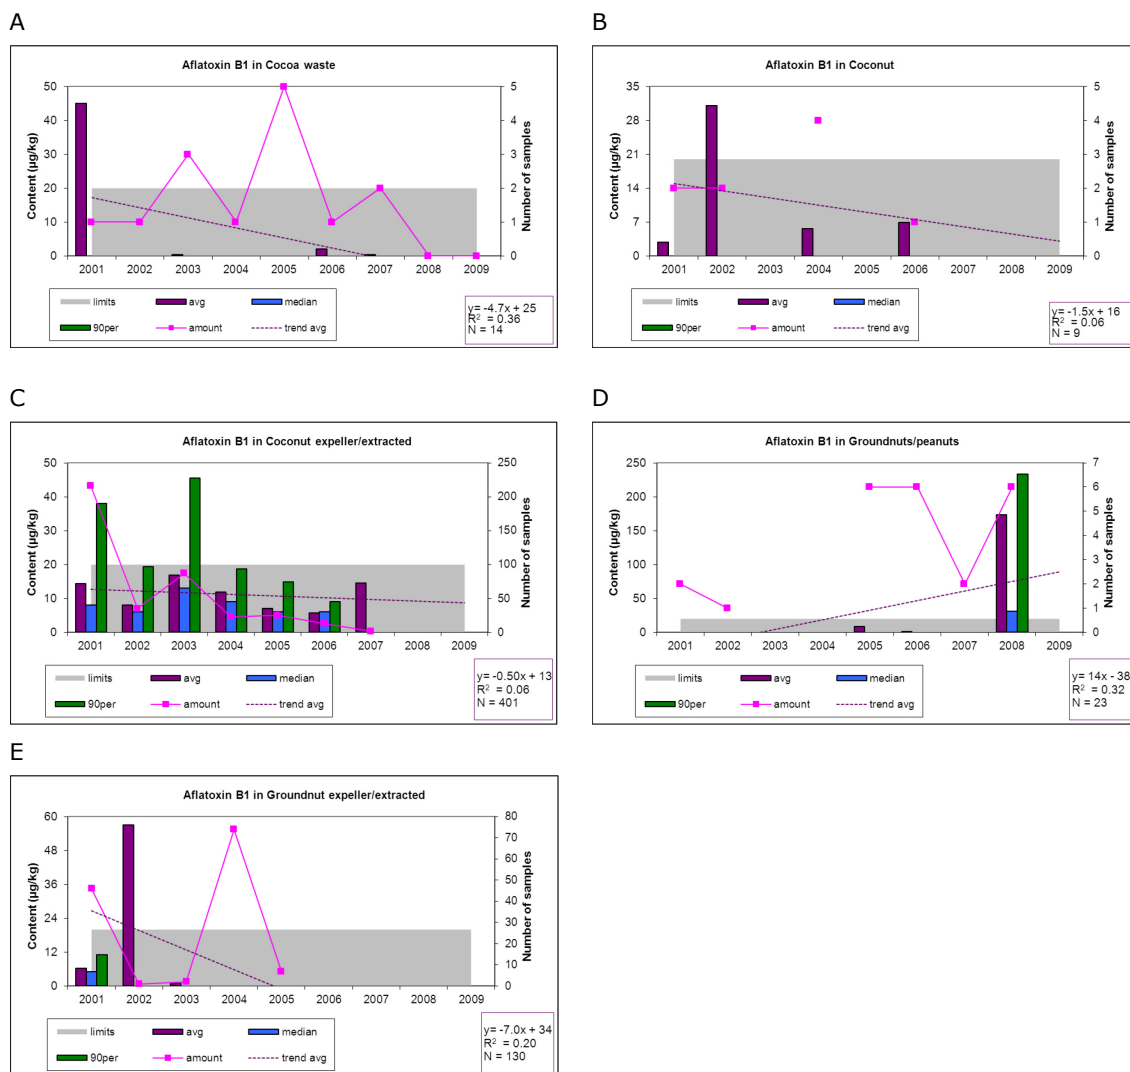 A
Aflatoxin B1 in Cocoa waste
Content (µg/kg)
50
40
30
20
10
0
5
4
3
2
1
0
Number of samples
2001 2002 2003 2004 2005 2006 2007 2008 2009
limits avg median
90per amount trend avg
y= -4.7x + 25
R² = 0.36
N = 14
B
Aflatoxin B1 in Coconut
Content (µg/kg)
35
28
21
14
7
0
5
4
3
2
1
0
Number of samples
2001 2002 2003 2004 2005 2006 2007 2008 2009
limits avg median
90per amount trend avg
y= -1.5x + 16
R² = 0.06
N = 9
C
Aflatoxin B1 in Coconut expeller/extracted
Content (µg/kg)
50
40
30
20
10
0
250
200
150
100
50
0
Number of samples
2001 2002 2003 2004 2005 2006 2007 2008 2009
limits avg median
90per amount trend avg
y= -0.50x + 13
R² = 0.06
N = 401
D
Aflatoxin B1 in Groundnuts/peanuts
Content (µg/kg)
250
200
150
100
50
0
7
6
5
4
3
2
1
0
Number of samples
2001 2002 2003 2004 2005 2006 2007 2008 2009
limits avg median
90per amount trend avg
y= 14x - 38
R² = 0.32
N = 23
E
Aflatoxin B1 in Groundnut expeller/extracted
Content (µg/kg)
60
48
36
24
12
0
80
70
60
50
40
30
20
10
0
Number of samples
2001 2002 2003 2004 2005 2006 2007 2008 2009
limits avg median
90per amount trend avg
y= -7.0x + 34
R² = 0.20
N = 130